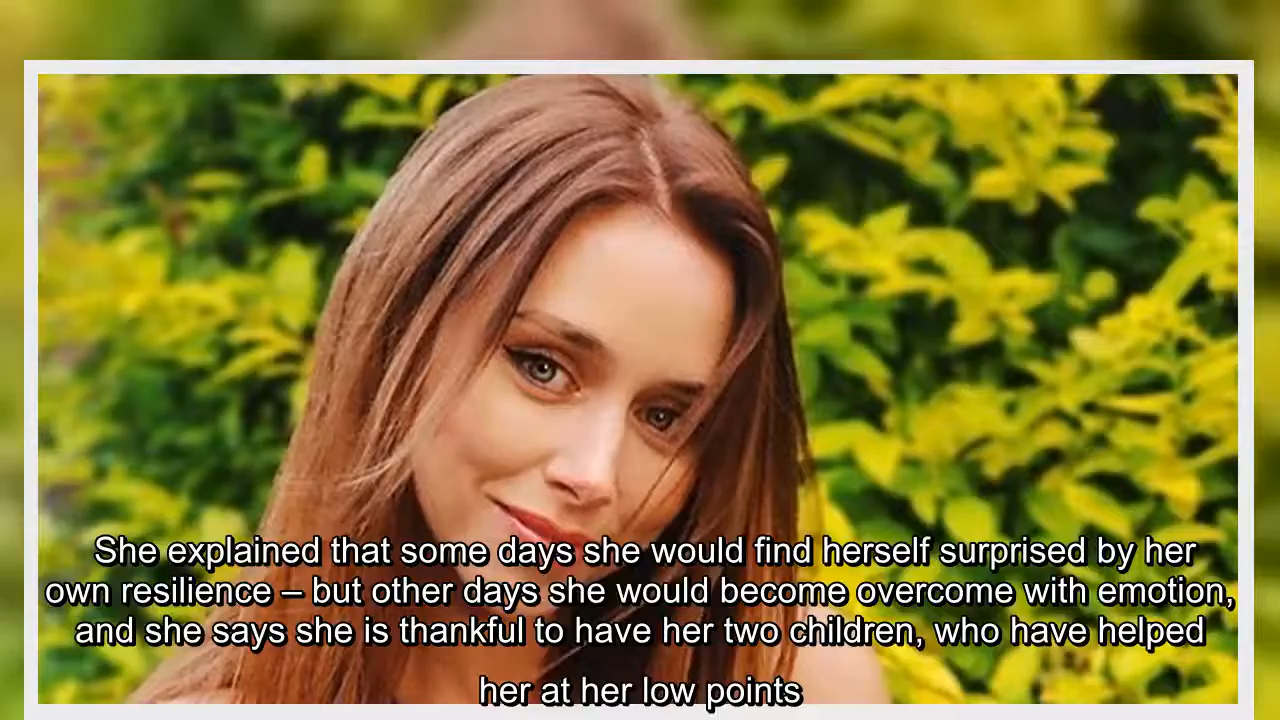 She explained that some days she would find herself surprised by her
own resilience – but other days she would become overcome with emotion,
and she says she is thankful to have her two children, who have helped
her at her low points